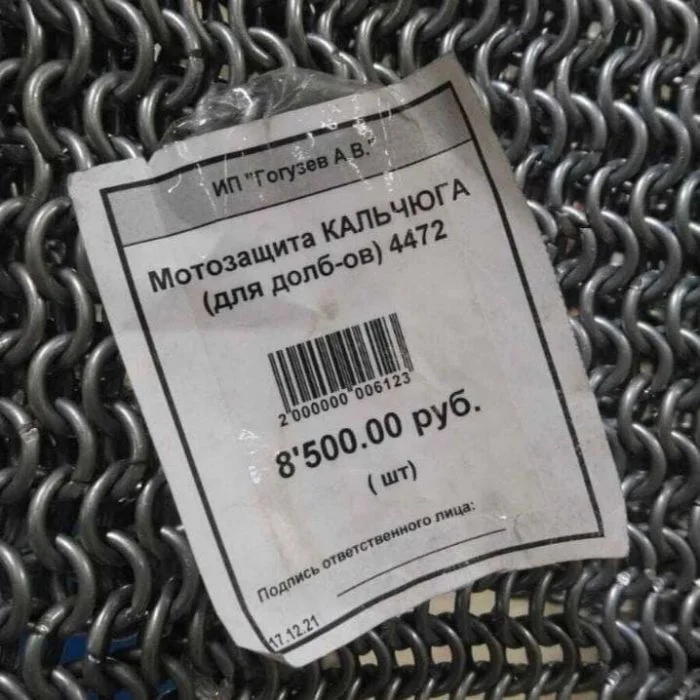 ИП "Гогузев А.В."
Мотозащита КАЛЬЧЮГА
(для долб-ов) 4472
2 000000 006123
8'500.00 руб.
( шт)
Подпись ответственного лица:
17.12.21